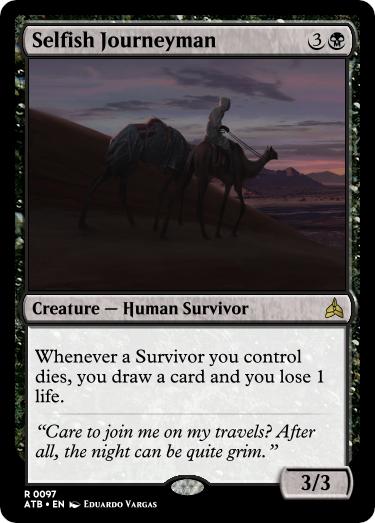 Selfish Journeyman 3
Creature — Human Survivor
Whenever a Survivor you control
dies, you draw a card and you lose 1
life.
“Care to join me on my travels? After
all, the night can be quite grim.”
3/3
R 0097
ATB • EN Eduardo Vargas